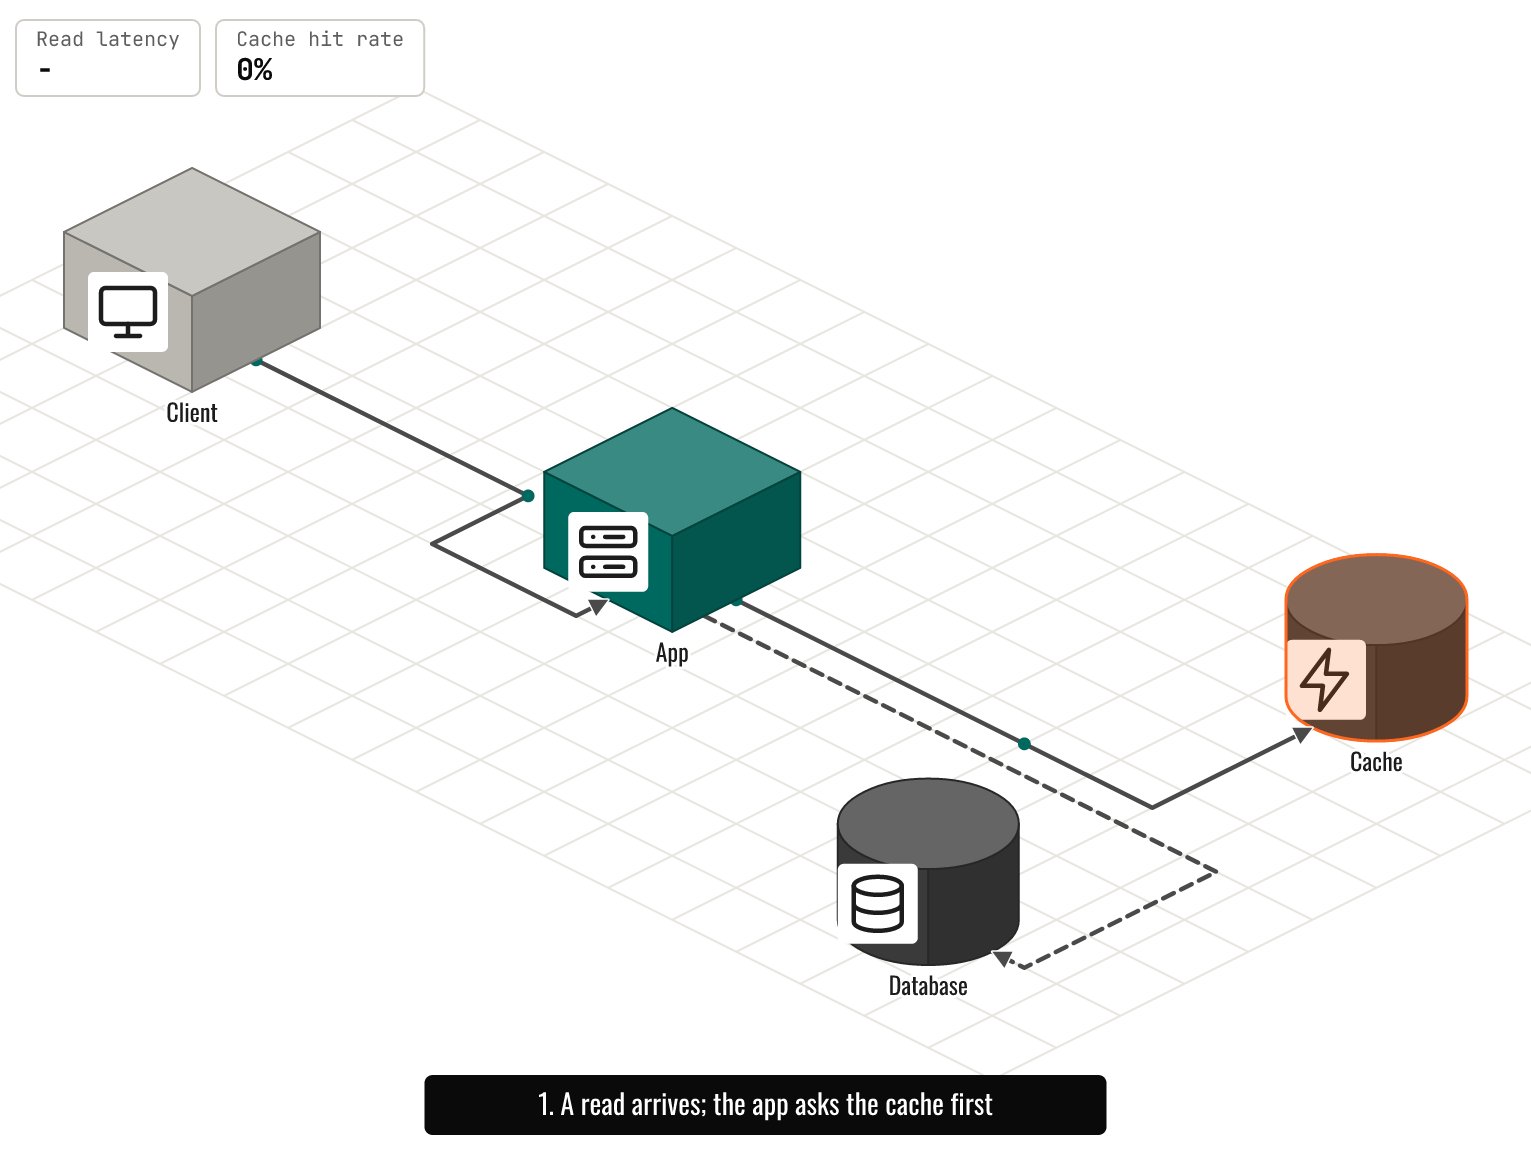 Read latency
-
Cache hit rate
0%
Client
App
Cache
Database
1. A read arrives; the app asks the cache first